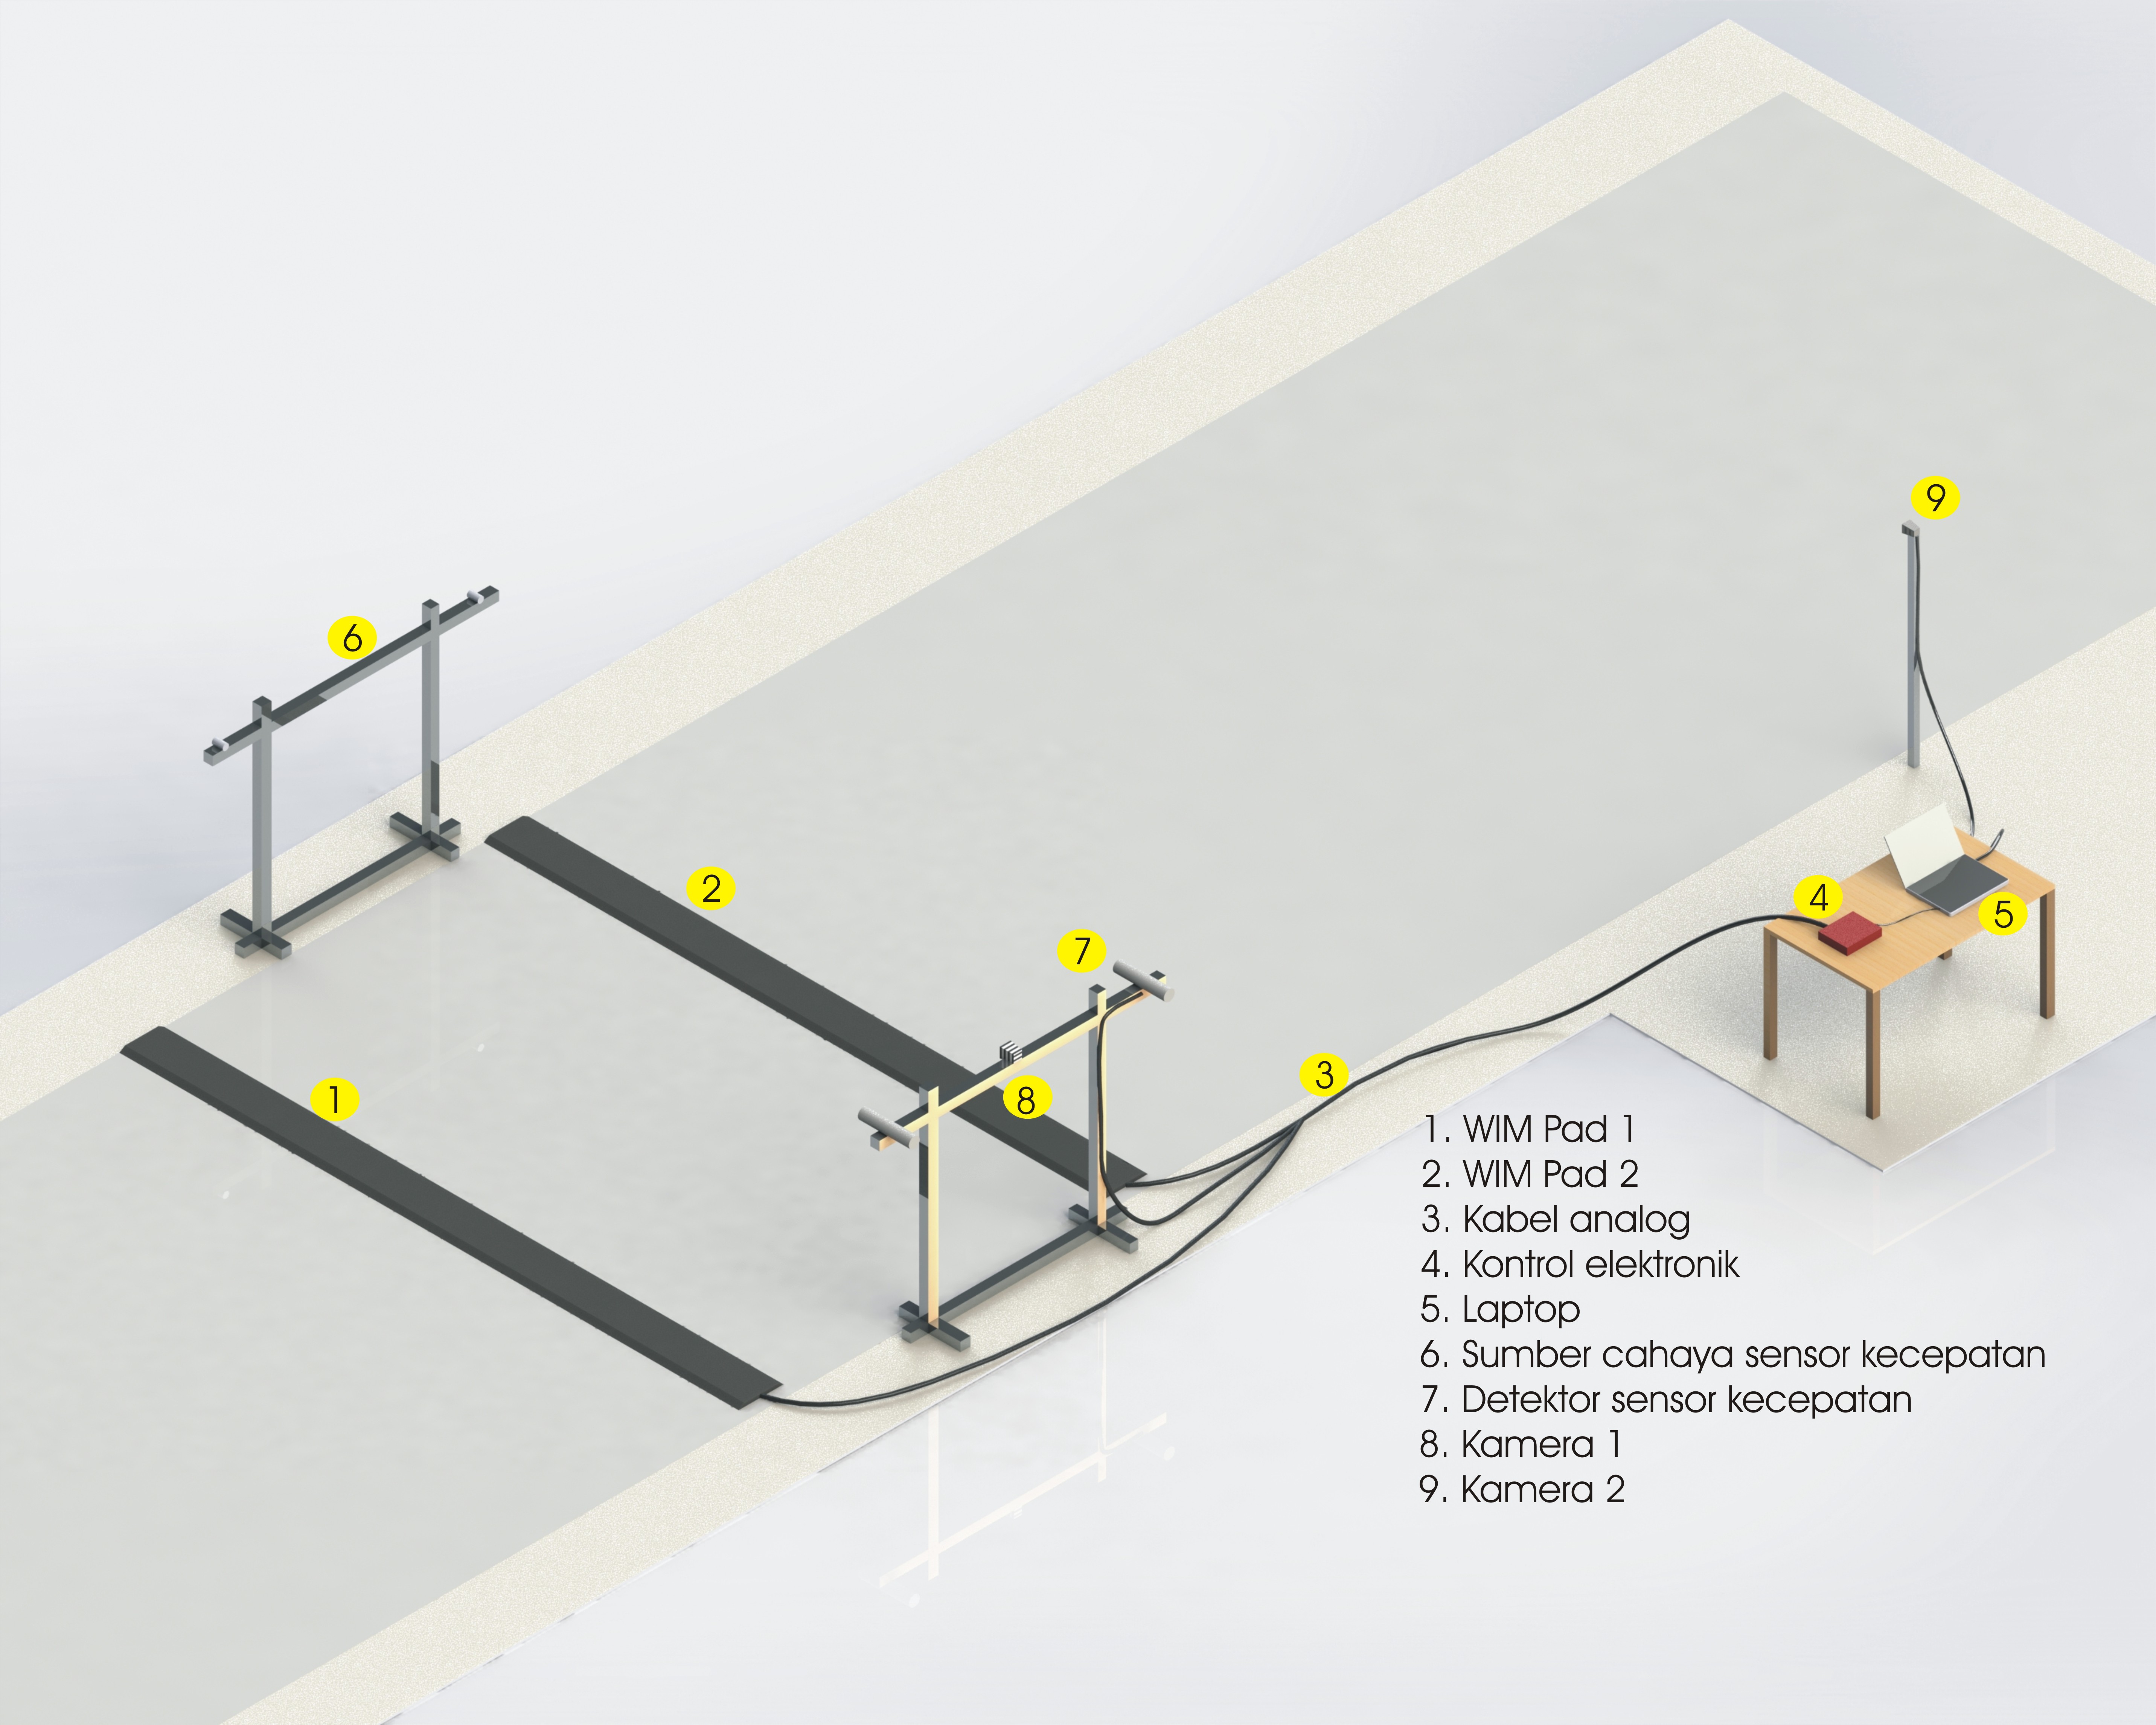 9
6
4
2
5
7
3
8
1
1. WIM Pad 1
2. WIM Pad 2
3. Kabel analog
4. Kontrol elektronik
5. Laptop
6. Sumber cahaya sensor kecepatan
7. Detektor sensor kecepatan
8. Kamera 1
9. Kamera 2